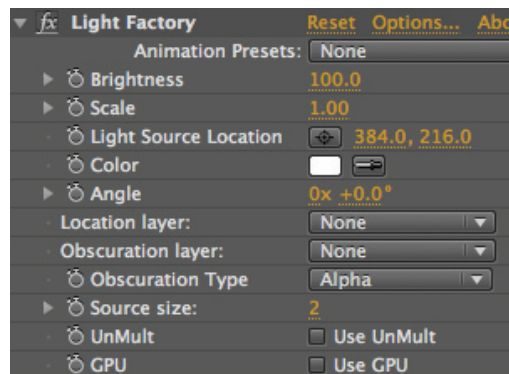 fx Light Factory Reset Options... Abo
Animation Presets: None
Brightness 100.0
Scale 1.00
Light Source Location 384.0, 216.0
Color
Angle 0x +0.0°
Location layer: None
Obscuration layer: None
Obscuration Type Alpha
Source size: 2
UnMult Use UnMult
GPU Use GPU